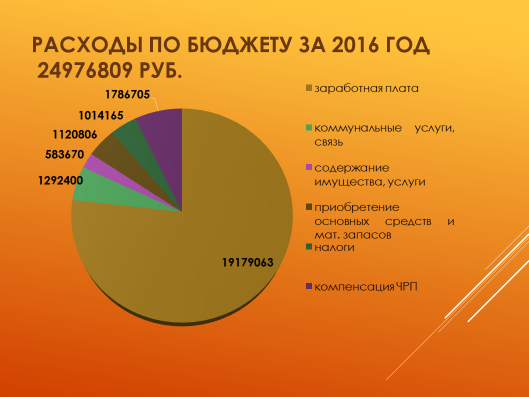 РАСХОДЫ ПО БЮДЖЕТУ ЗА 2016 ГОД
24976809 РУБ.
1786705
1014165
1120806
583670
1292400
19179063
заработная плата
коммунальные услуги,
связь
содержание
имущества, услуги
приобретение
основных средств и
мат. запасов
налоги
компенсация ЧРП